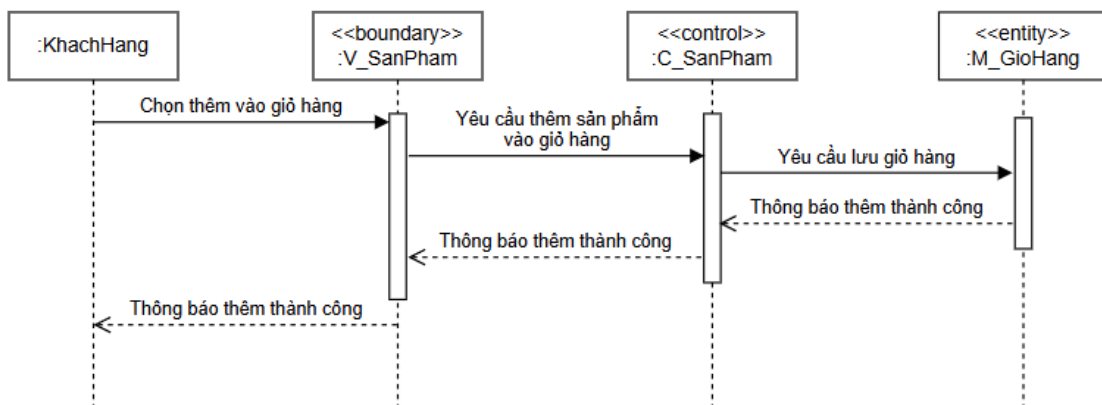 :KhachHang
<<boundary>>
:V_SanPham
<<control>>
:C_SanPham
<<entity>>
:M_GioHang
Chọn thêm vào giỏ hàng
Yêu cầu thêm sản phẩm
vào giỏ hàng
Yêu cầu lưu giỏ hàng
Thông báo thêm thành công
Thông báo thêm thành công
Thông báo thêm thành công